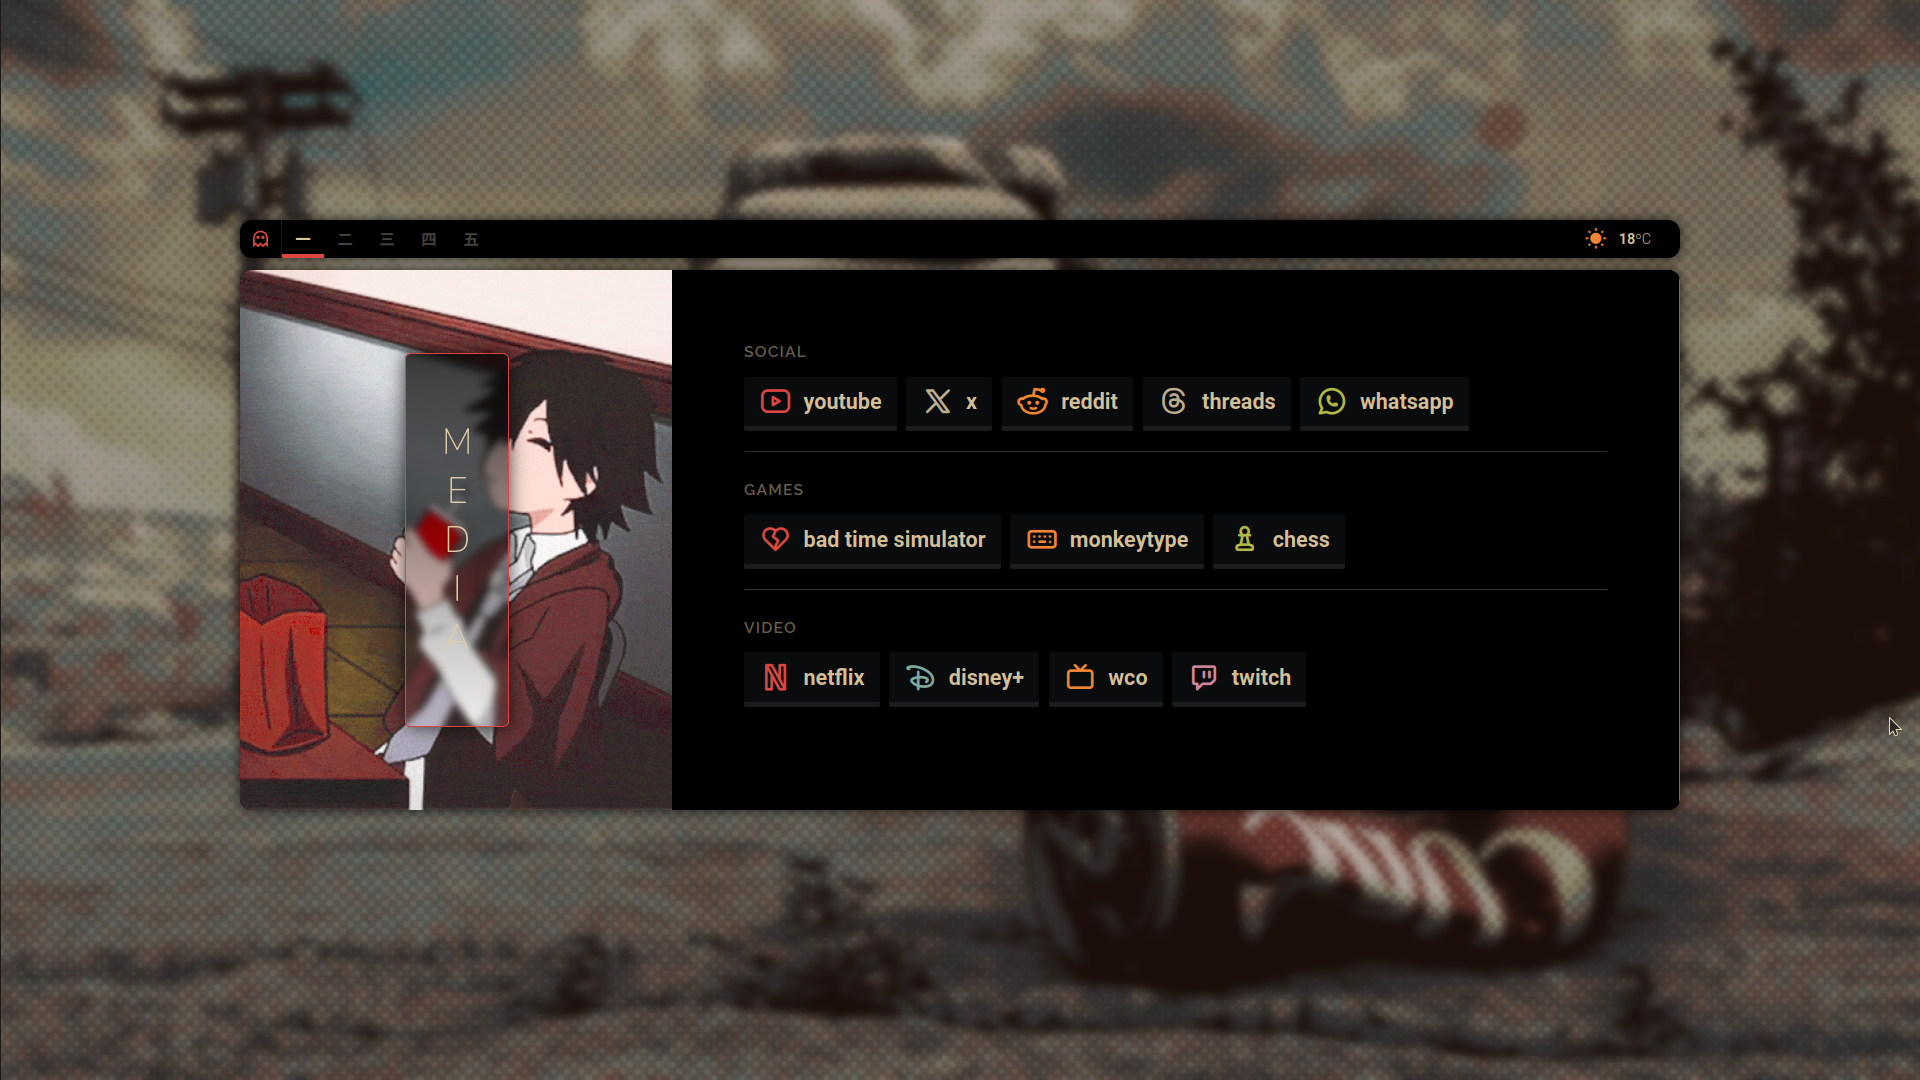 一 二 三 四 五 18°C
MEDIA
SOCIAL
youtube x reddit threads whatsapp
GAMES
bad time simulator monkeytype chess
VIDEO
netflix disney+ wco twitch